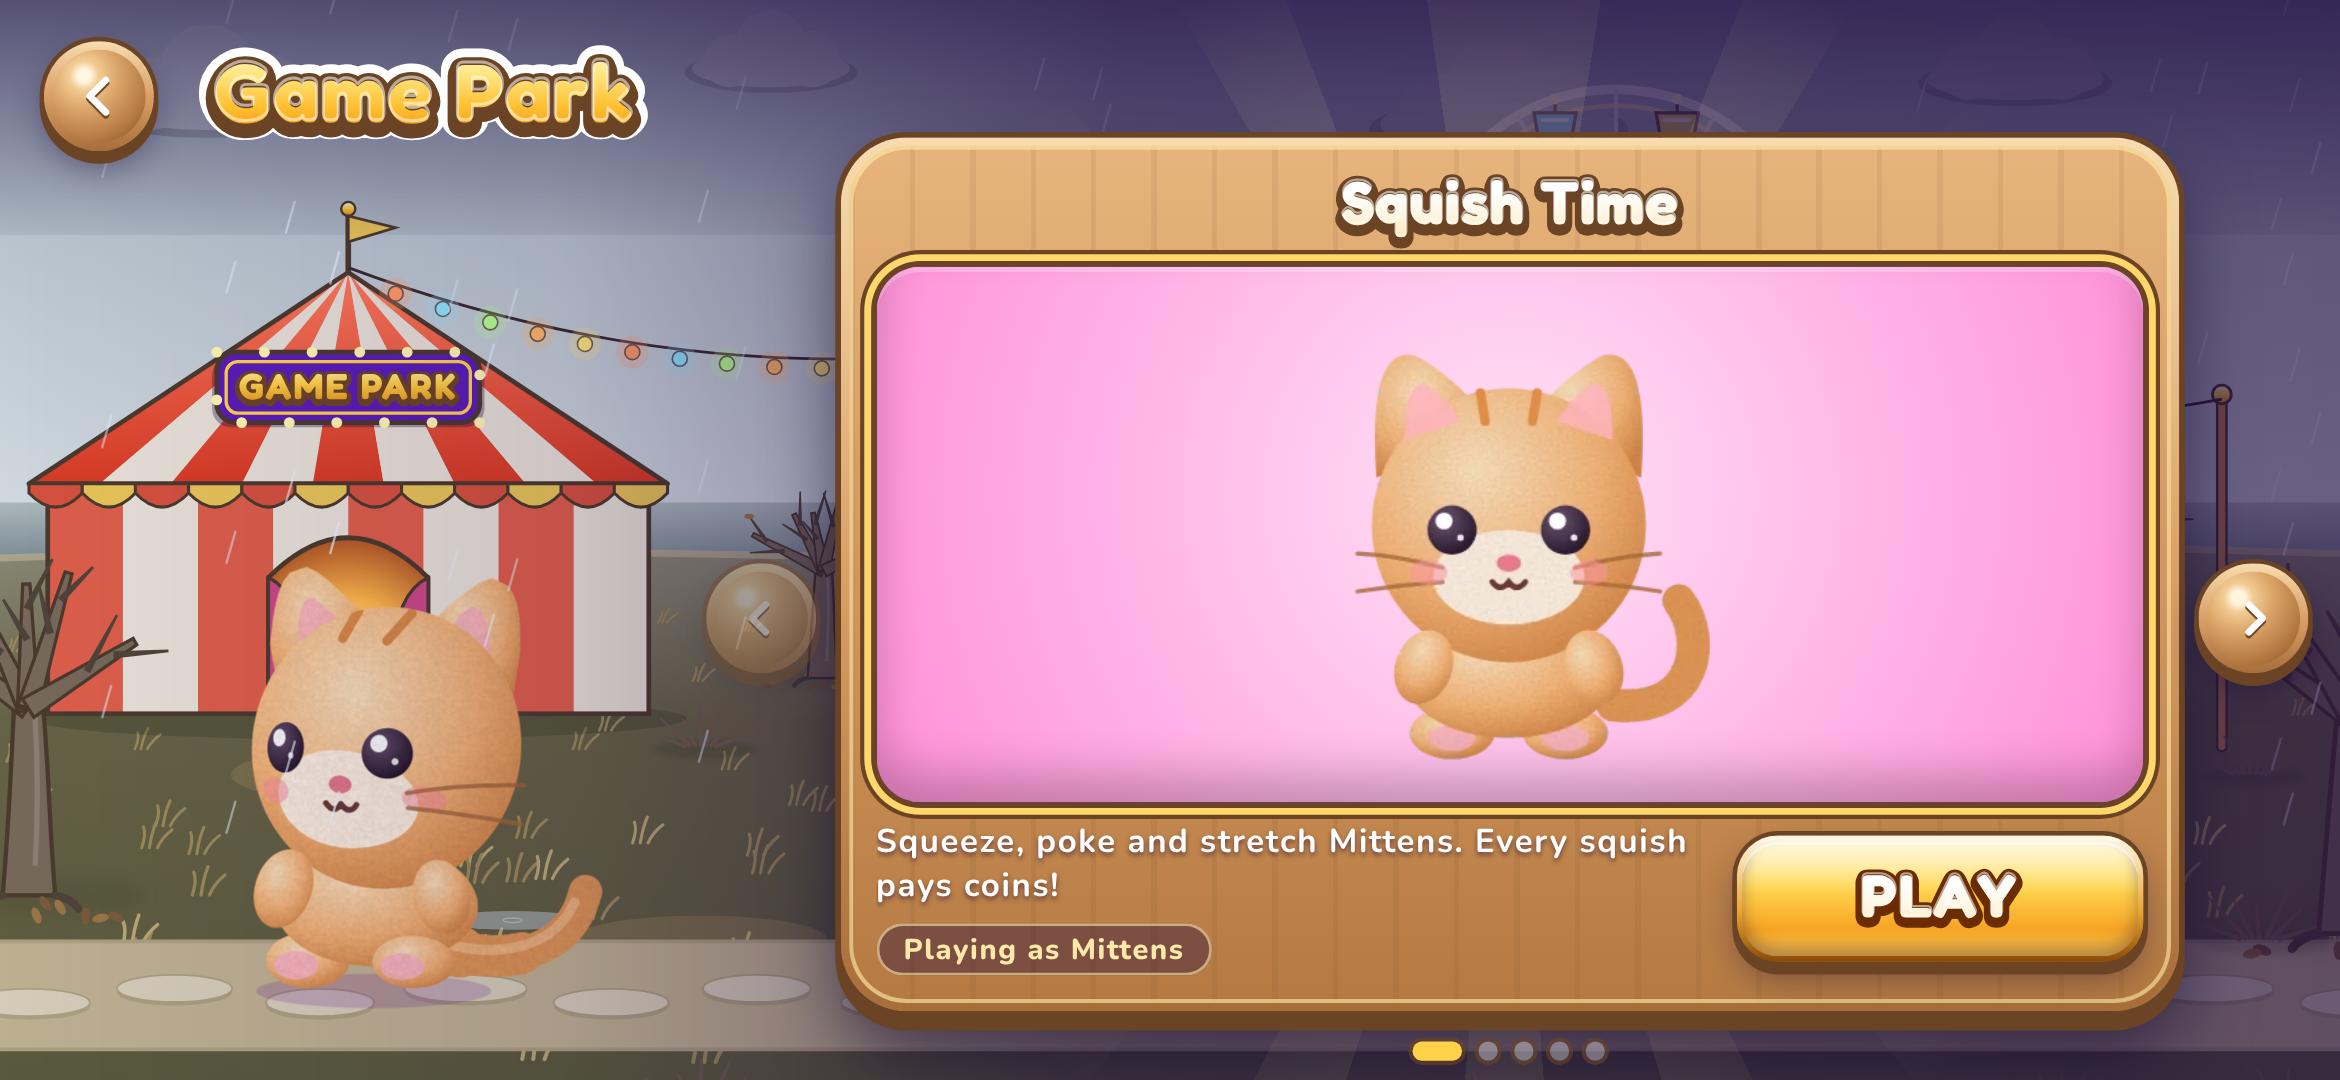 Game Park
GAME PARK
Squish Time
Squeeze, poke and stretch Mittens. Every squish
pays coins!
Playing as Mittens
PLAY